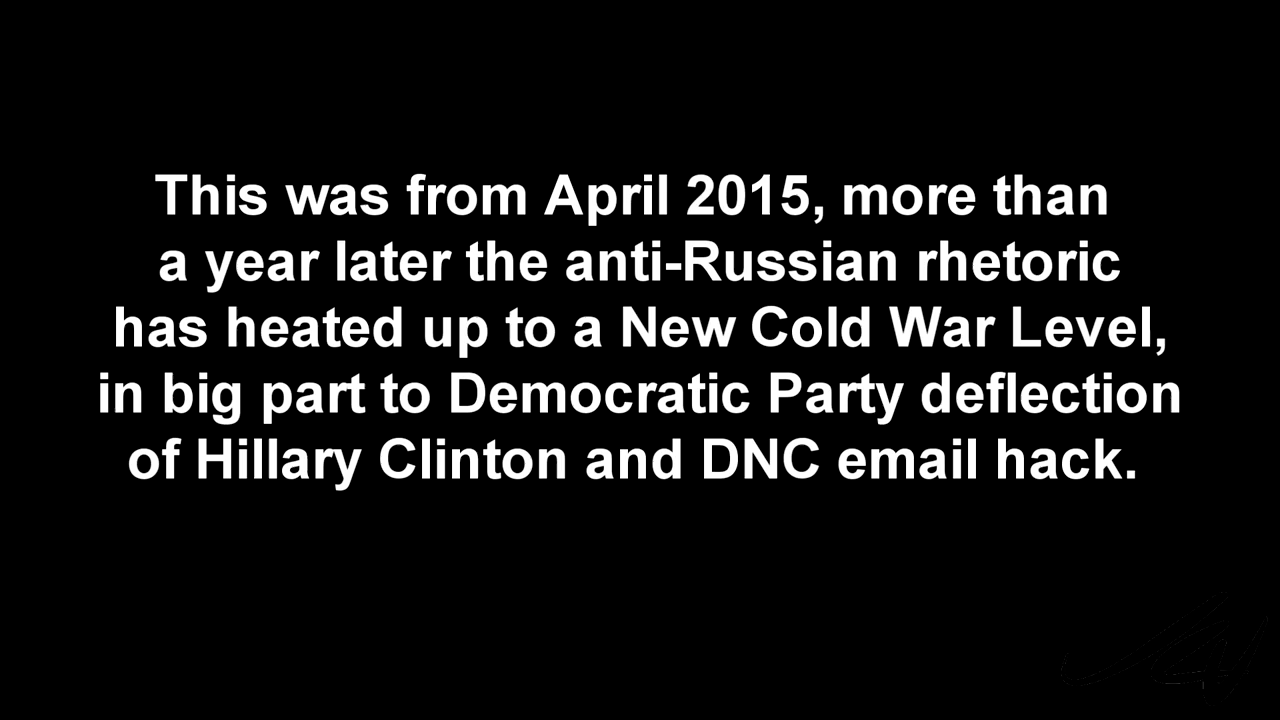 This was from April 2015, more than
a year later the anti-Russian rhetoric
has heated up to a New Cold War Level,
in big part to Democratic Party deflection
of Hillary Clinton and DNC email hack.